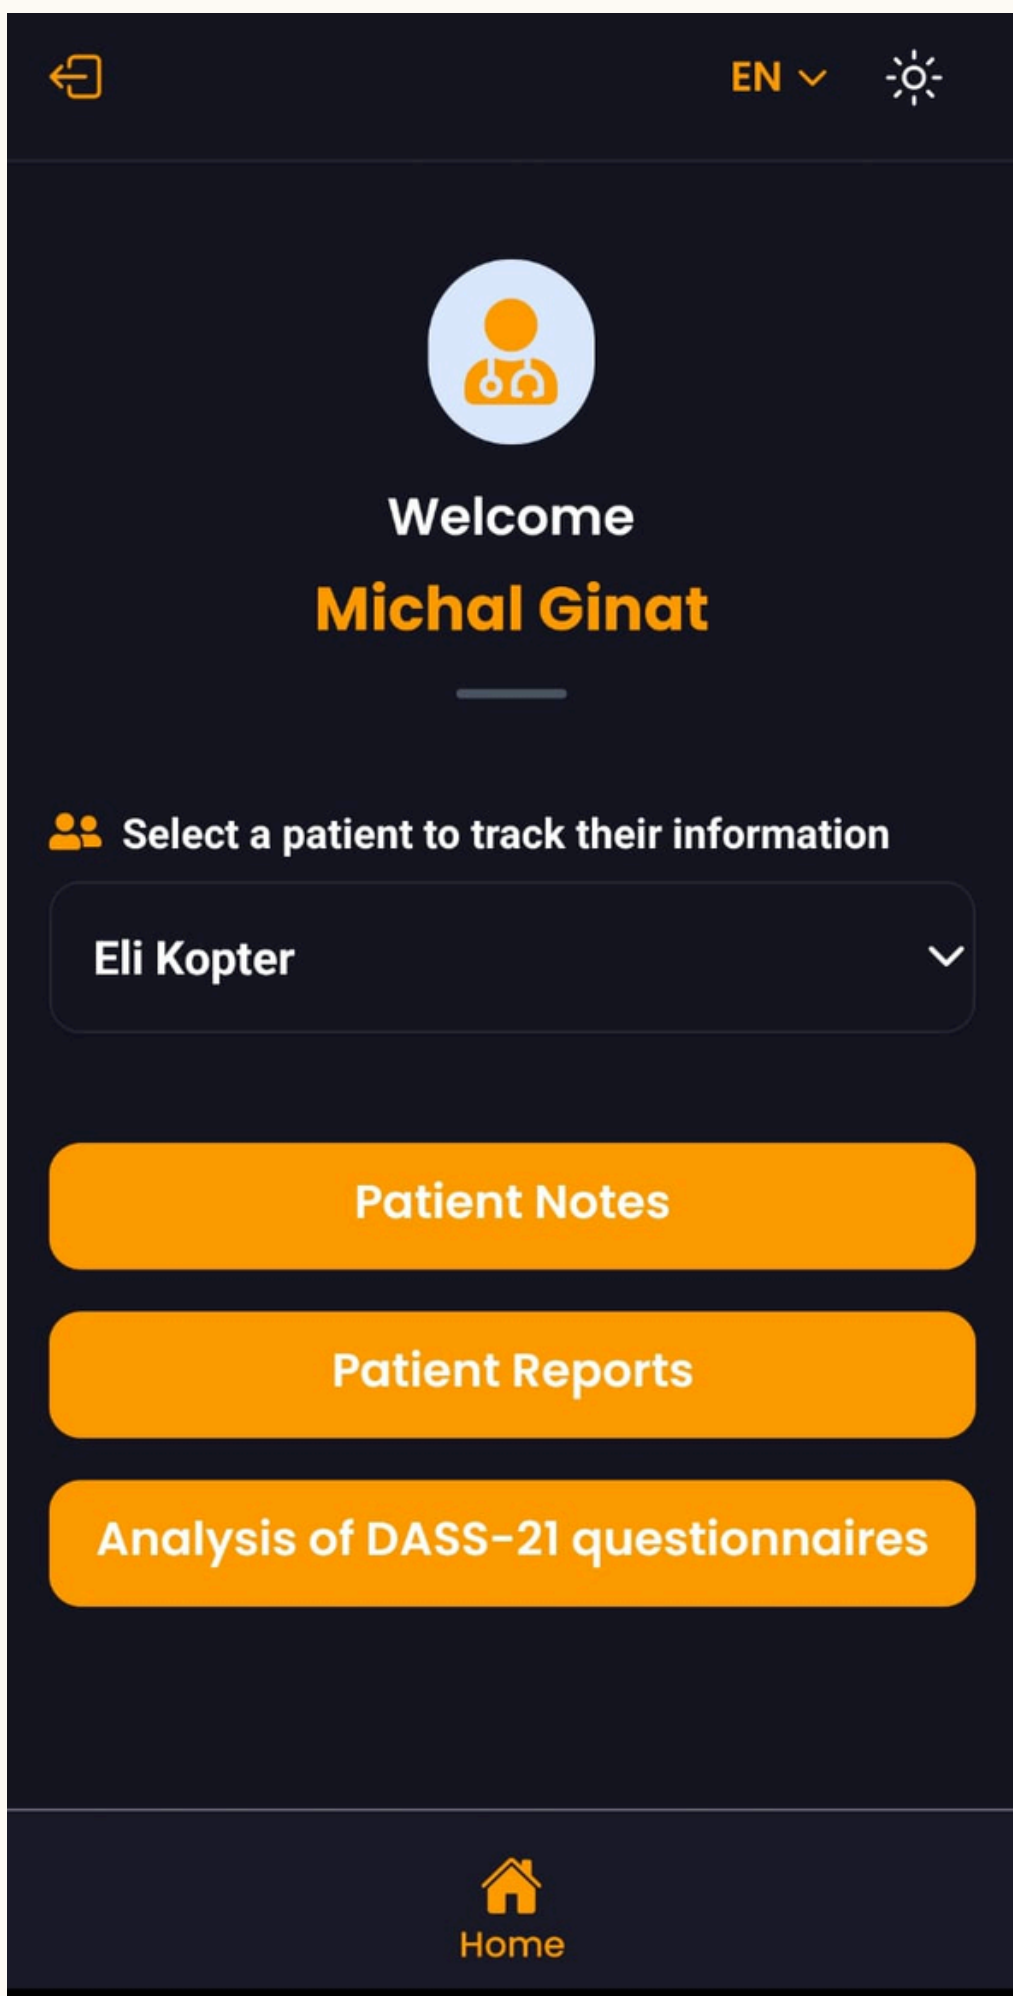 EN
Welcome
Michal Ginat
Select a patient to track their information
Eli Kopter
Patient Notes
Patient Reports
Analysis of DASS-21 questionnaires
Home